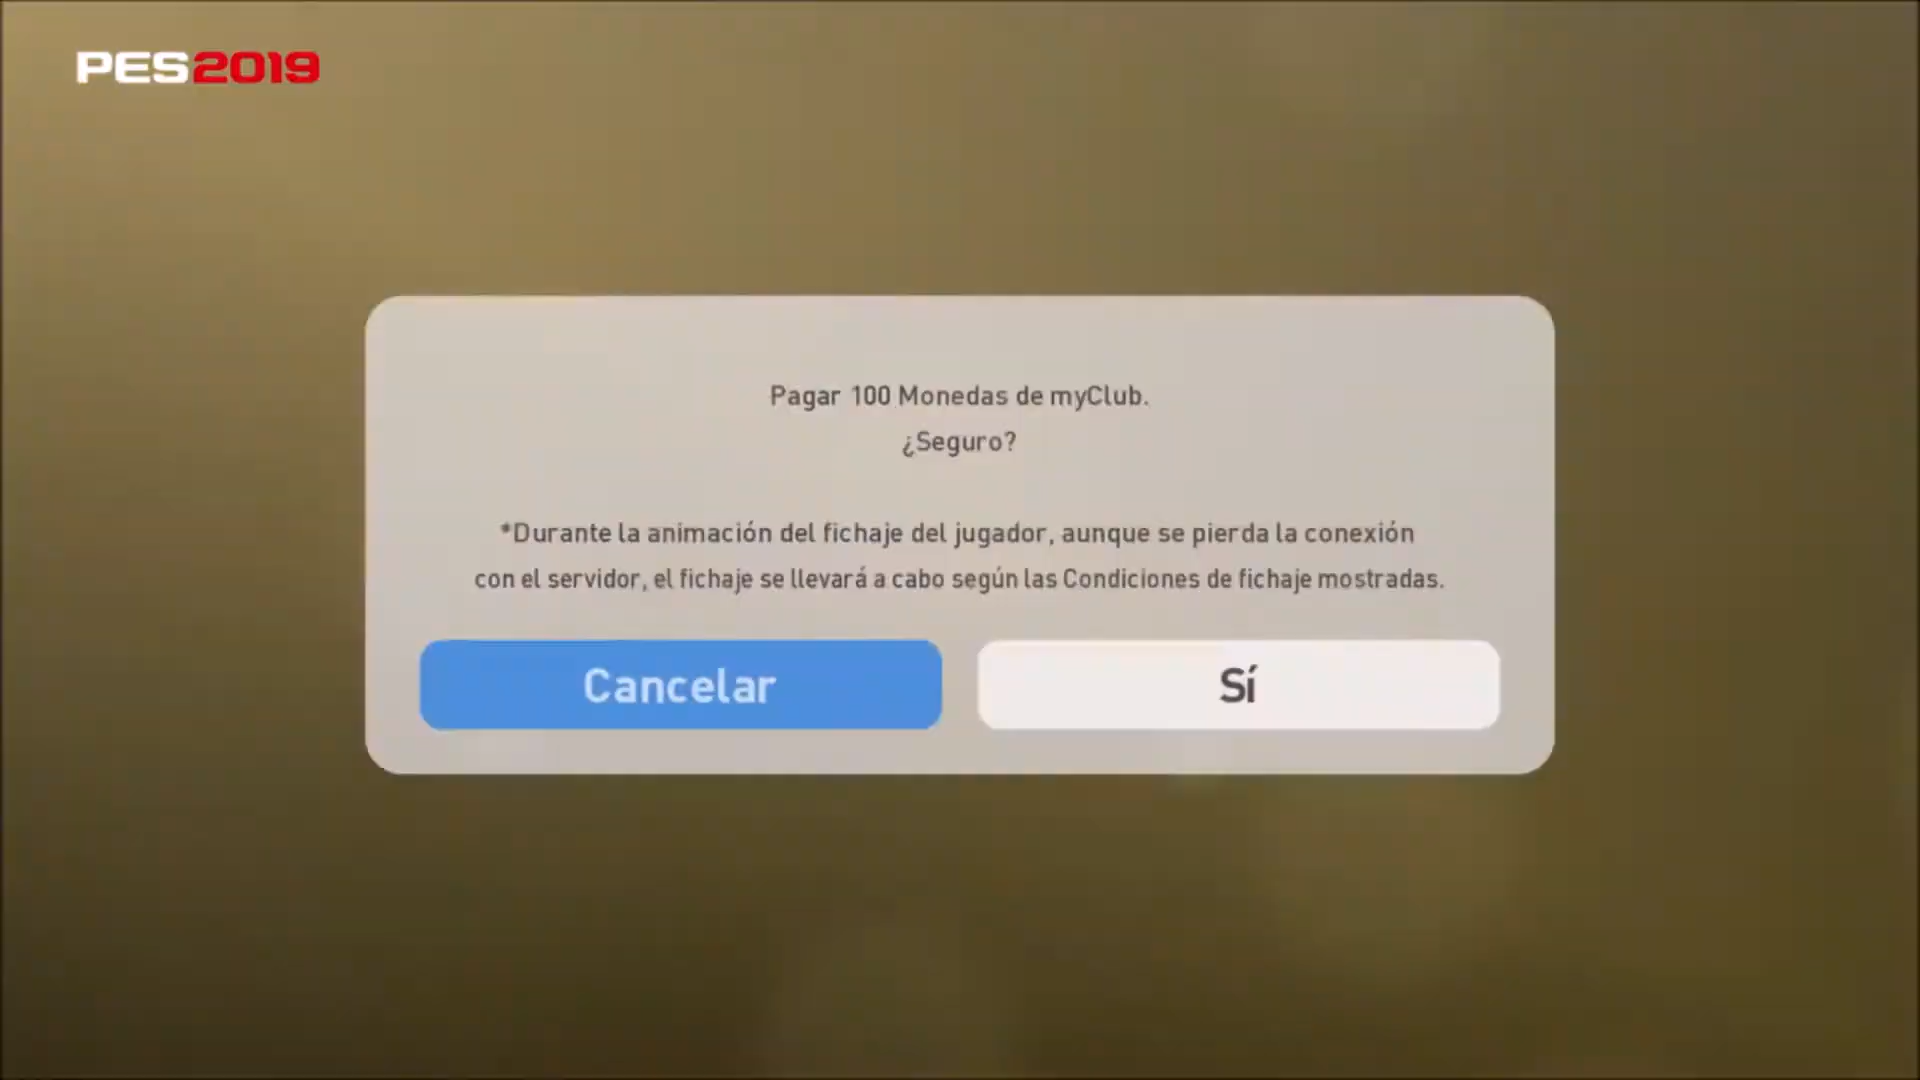 PES2019
Pagar 100 Monedas de myClub.
¿Seguro?
*Durante la animación del fichaje del jugador, aunque se pierda la conexión
con el servidor, el fichaje se llevará a cabo según las Condiciones de fichaje mostradas.
Cancelar
Sí